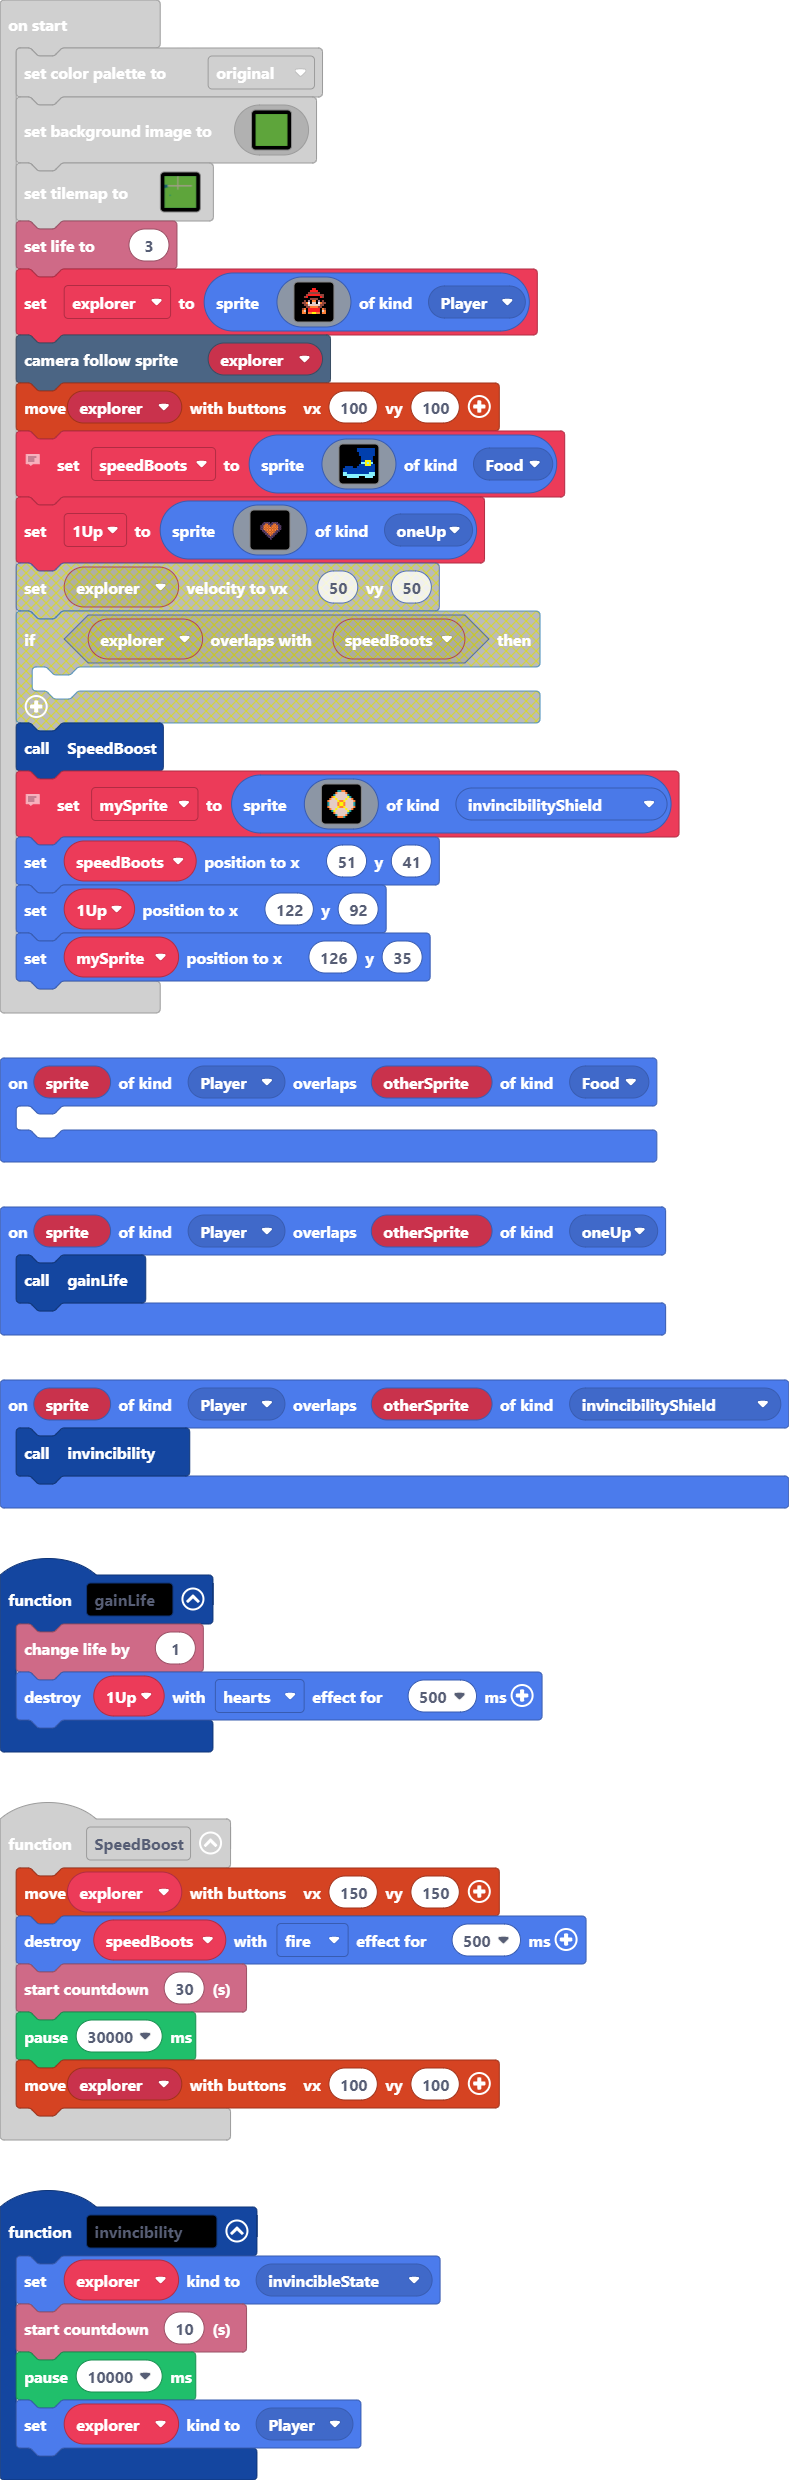 on start
set color palette to original
set background image to
set tilemap to
set life to 3
set explorer to sprite of kind Player
camera follow sprite explorer
move explorer with buttons vx 100 vy 100
set speedBoots to sprite of kind Food
set 1Up to sprite of kind oneUp
set explorer velocity to vx 50 vy 50
if explorer overlaps with speedBoots then
call SpeedBoost
set mySprite to sprite of kind invincibilityShield
set speedBoots position to x 51 y 41
set 1Up position to x 122 y 92
set mySprite position to x 126 y 35
on sprite of kind Player overlaps otherSprite of kind Food
on sprite of kind Player overlaps otherSprite of kind oneUp
call gainLife
on sprite of kind Player overlaps otherSprite of kind invincibilityShield
call invincibility
function gainLife
change life by 1
destroy 1Up with hearts effect for 500 ms
function SpeedBoost
move explorer with buttons vx 150 vy 150
destroy speedBoots with fire effect for 500 ms
start countdown 30 (s)
pause 30000 ms
move explorer with buttons vx 100 vy 100
function invincibility
set explorer kind to invincibleState
start countdown 10 (s)
pause 10000 ms
set explorer kind to Player